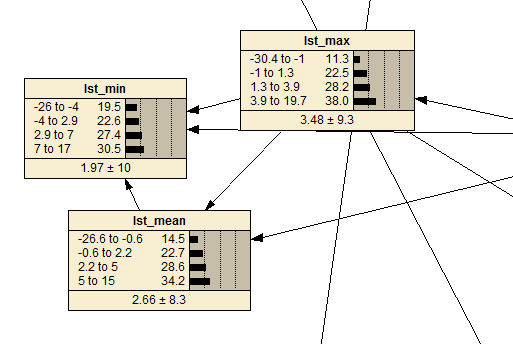 lst_max
-30.4 to -1 11.3
-1 to 1.3 22.5
1.3 to 3.9 28.2
3.9 to 19.7 38.0
3.48 ± 9.3
lst_min
-26 to -4 19.5
-4 to 2.9 22.6
2.9 to 7 27.4
7 to 17 30.5
1.97 ± 10
lst_mean
-26.6 to -0.6 14.5
-0.6 to 2.2 22.7
2.2 to 5 28.6
5 to 15 34.2
2.66 ± 8.3